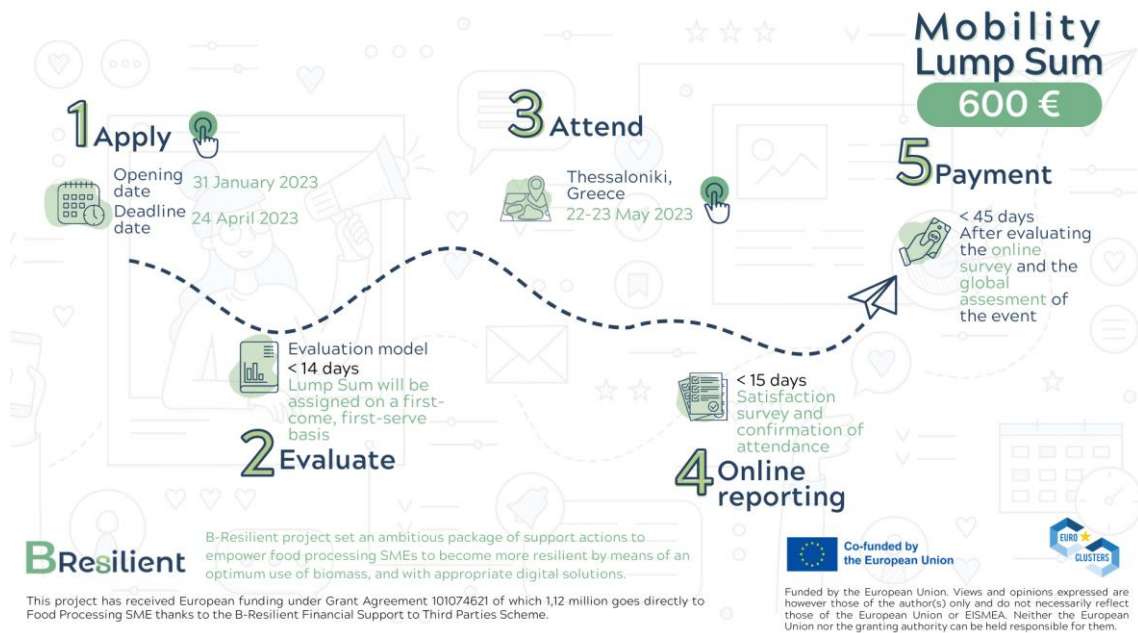 Mobility
Lump Sum
600 €
1 Apply
Opening
date
31 January 2023
Deadline
date
24 April 2023
Evaluation model
< 14 days
Lump Sum will be
assigned on a first-
come, first-serve
basis
2 Evaluate
3 Attend
Thessaloniki,
Greece
22-23 May 2023
< 15 days
Satisfaction
survey and
confirmation of
attendance
4 Online
reporting
5 Payment
< 45 days
After evaluating
the online
survey and the
global
assesment of
the event
BResilient
B-Resilient project set an ambitious package of support actions to
empower food processing SMEs to become more resilient by means of an
optimum use of biomass, and with appropriate digital solutions.
This project has received European funding under Grant Agreement 101074621 of which 1,12 million goes directly to
Food Processing SME thanks to the B-Resilient Financial Support to Third Parties Scheme.
Co-funded by
the European Union
EURO
CLUSTERS
Funded by the European Union. Views and opinions expressed are
however those of the author(s) only and do not necessarily reflect
those of the European Union or EISMEA. Neither the European
Union nor the granting authority can be held responsible for them.